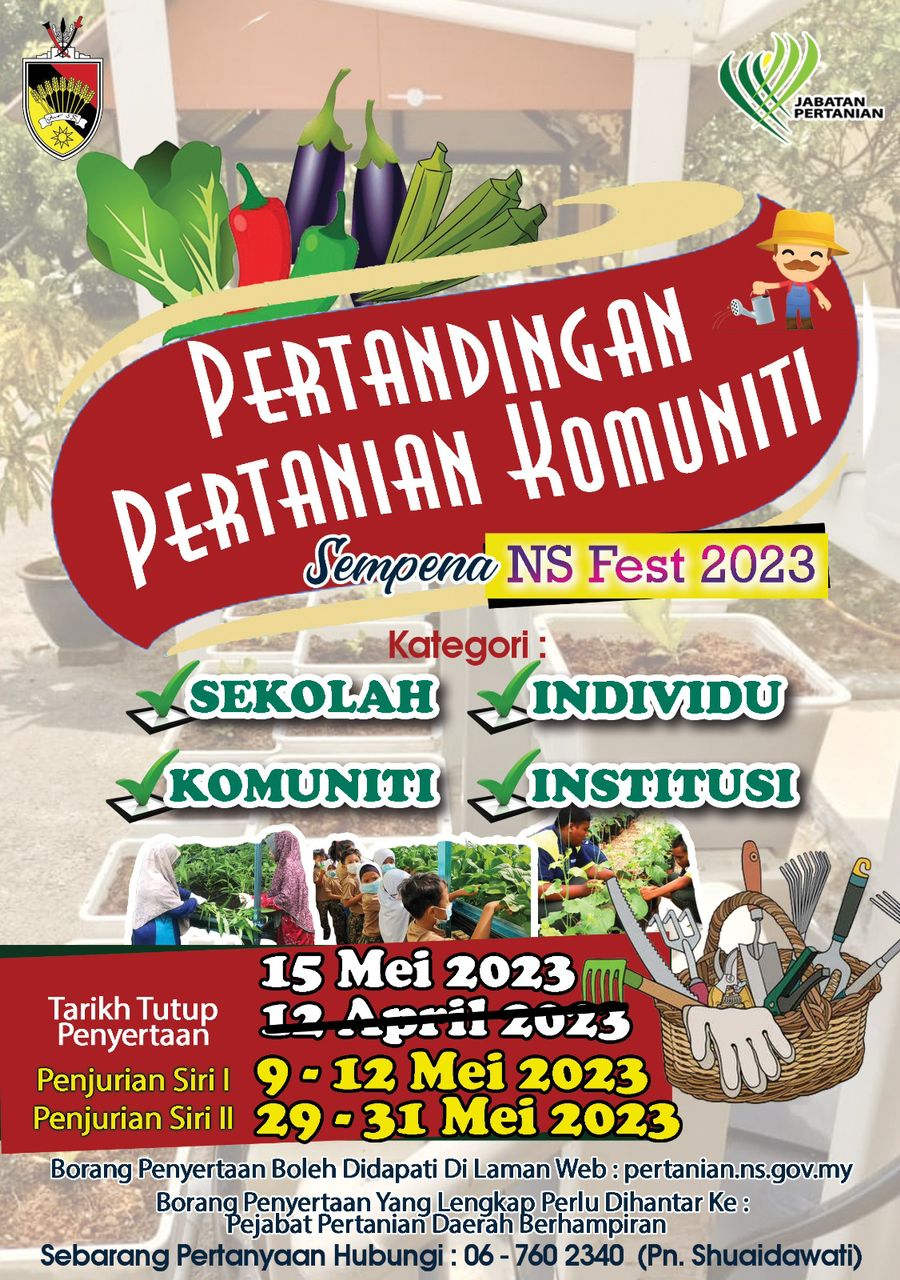 JABATAN
PERTANIAN
PERTANDINGAN
PERTANIAN KOMUNITI
Sempena NS Fest 2023
Kategori :
SEKOLAH
INDIVIDU
KOMUNITI
INSTITUSI
Tarikh Tutup
Penyertaan
15 Mei 2023
12 April 2023
Penjurian Siri I 9 - 12 Mei 2023
Penjurian Siri II 29 - 31 Mei 2023
Borang Penyertaan Boleh Didapati Di Laman Web : pertanian.ns.gov.my
Borang Penyertaan Yang Lengkap Perlu Dihantar Ke :
Pejabat Pertanian Daerah Berhampiran
Sebarang Pertanyaan Hubungi : 06 - 760 2340 (Pn. Shuaidawati)